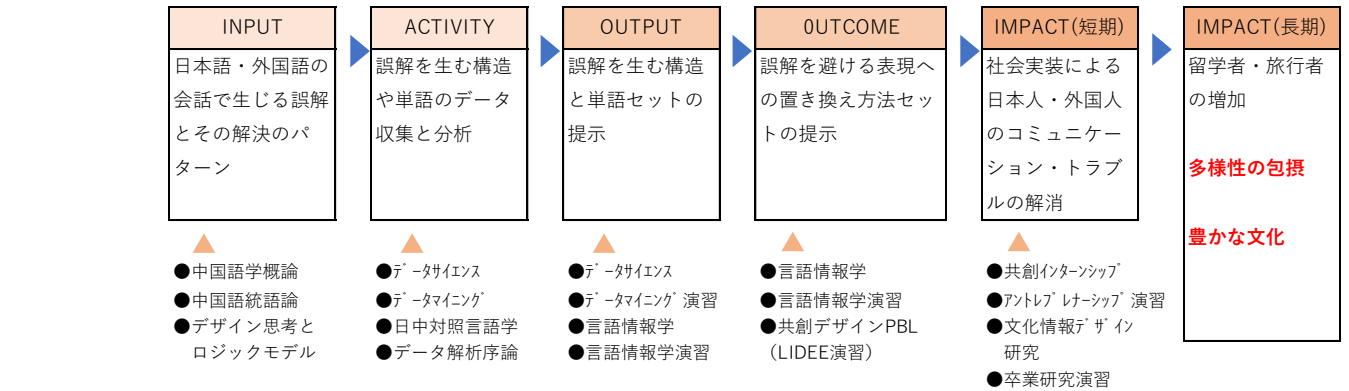 INPUT
日本語・外国語の
会話で生じる誤解
とその解決のパ
ターン
●中国語学概論
●中国語統語論
●デザイン思考と
ロジックモデル
ACTIVITY
誤解を生む構造
や単語のデータ
収集と分析
●ﾃﾞｰﾀサイエンス
●ﾃﾞｰﾀマイニング
●日中対照言語学
●データ解析序論
OUTPUT
誤解を生む構造
と単語セットの
提示
●ﾃﾞｰﾀサイエンス
●ﾃﾞｰﾀマイニング演習
●言語情報学
●言語情報学演習
0UTCOME
誤解を避ける表現へ
の置き換え方法セッ
トの提示
●言語情報学
●言語情報学演習
●共創デザインPBL
（LIDEE演習）
IMPACT(短期)
社会実装による
日本人・外国人
のコミュニケー
ション・トラブ
ルの解消
●共創ｲﾝﾀｰﾝｼｯﾌﾟ
●ｱﾝﾄﾚﾌﾟﾚﾅｰｼｯﾌﾟ演習
●文化情報ﾃﾞｻﾞｲﾝ
研究
●卒業研究演習
IMPACT(長期)
留学者・旅行者
の増加
多様性の包摂
豊かな文化